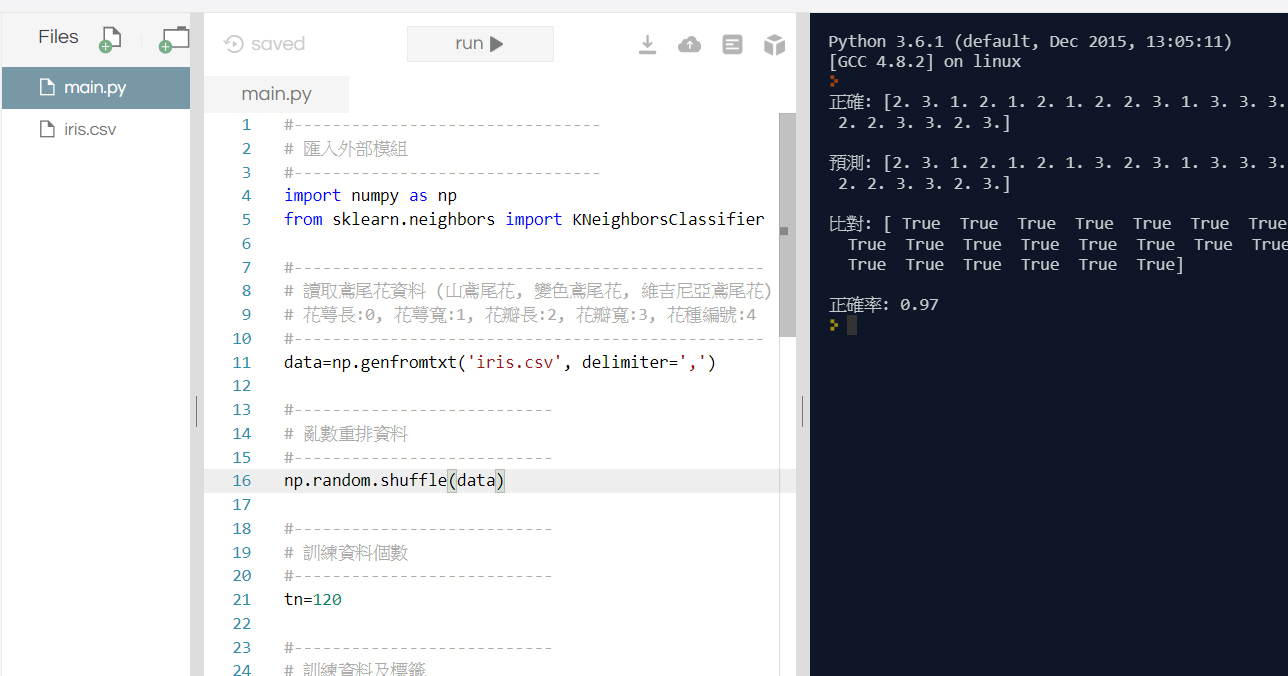 Files
saved
run
main.py
iris.csv
main.py
1 #--------------------------------
2 # 匯入外部模組
3 #--------------------------------
4 import numpy as np
5 from sklearn.neighbors import KNeighborsClassifier
6
7 #-------------------------------------------------
8 # 讀取鳶尾花資料 (山鳶尾花, 變色鳶尾花, 維吉尼亞鳶尾花)
9 # 花萼長:0, 花萼寬:1, 花瓣長:2, 花瓣寬:3, 花種編號:4
10 #-------------------------------------------------
11 data=np.genfromtxt('iris.csv', delimiter=',')
12
13 #---------------------------
14 # 亂數重排資料
15 #---------------------------
16 np.random.shuffle(data)
17
18 #---------------------------
19 # 訓練資料個數
20 #---------------------------
21 tn=120
22
23 #---------------------------
24 # 訓練資料及標籤
Python 3.6.1 (default, Dec 2015, 13:05:11)
[GCC 4.8.2] on linux
正確: [2. 3. 1. 2. 1. 2. 1. 2. 2. 3. 1. 3. 3. 3.
2. 2. 3. 3. 2. 3.]
預測: [2. 3. 1. 2. 1. 2. 1. 3. 2. 3. 1. 3. 3. 3.
2. 2. 3. 3. 2. 3.]
比對: [ True True True True True True True
True True True True True True True True
True True True True True True]
正確率: 0.97